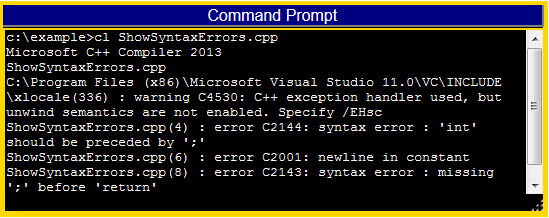 Command Prompt
c:\example>cl ShowSyntaxErrors.cpp
Microsoft C++ Compiler 2013
ShowSyntaxErrors.cpp
C:\Program Files (x86)\Microsoft Visual Studio 11.0\VC\INCLUDE
\xlocale(336) : warning C4530: C++ exception handler used, but
unwind semantics are not enabled. Specify /EHsc
ShowSyntaxErrors.cpp(4) : error C2144: syntax error : 'int'
should be preceded by ';'
ShowSyntaxErrors.cpp(6) : error C2001: newline in constant
ShowSyntaxErrors.cpp(8) : error C2143: syntax error : missing
';' before 'return'